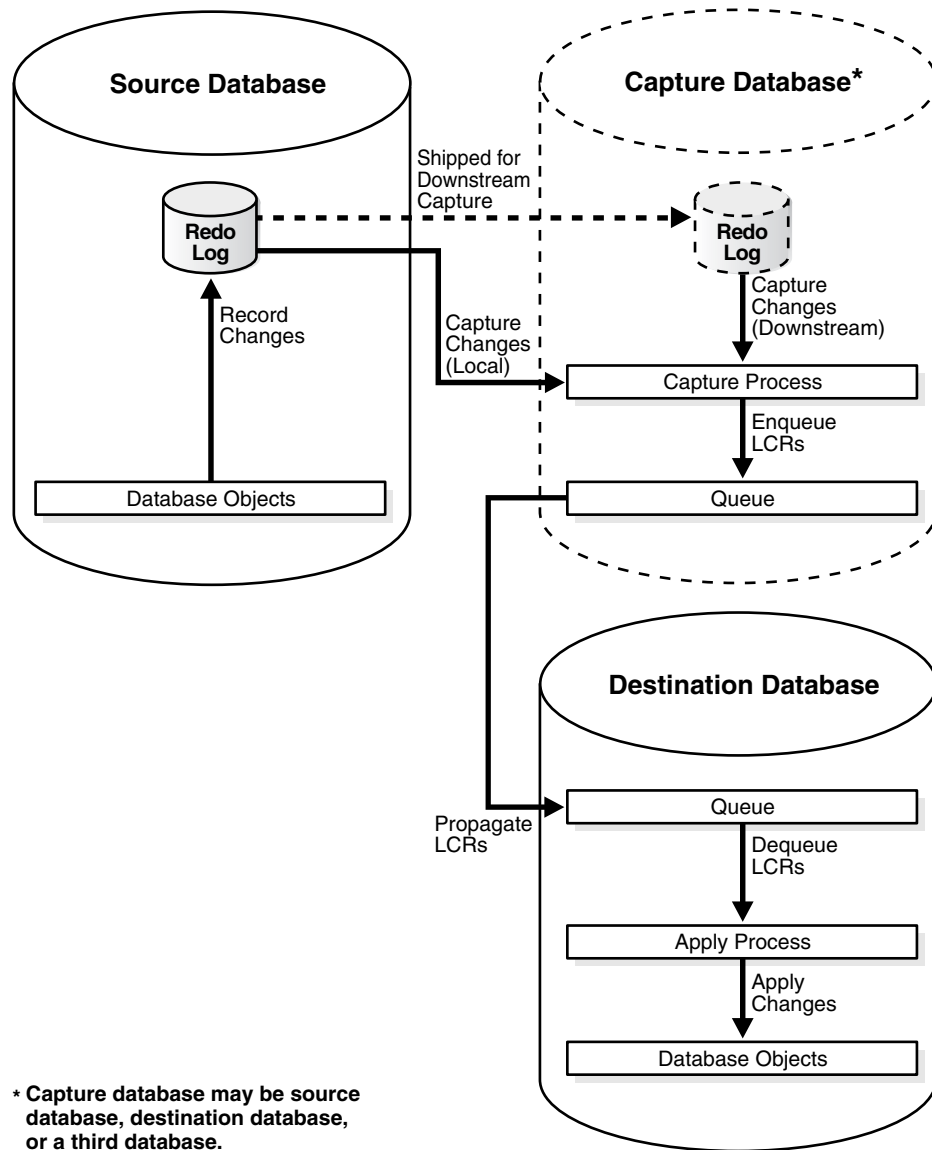 Source Database
Capture Database*
Shipped for
Downstream
Capture
Redo
Log
Redo
Log
Record
Changes
Capture
Changes
(Local)
Capture
Changes
(Downstream)
Capture Process
Enqueue
LCRs
Database Objects
Queue
Destination Database
Propagate
LCRs
Queue
Dequeue
LCRs
Apply Process
Apply
Changes
Database Objects
* Capture database may be source
database, destination database,
or a third database.